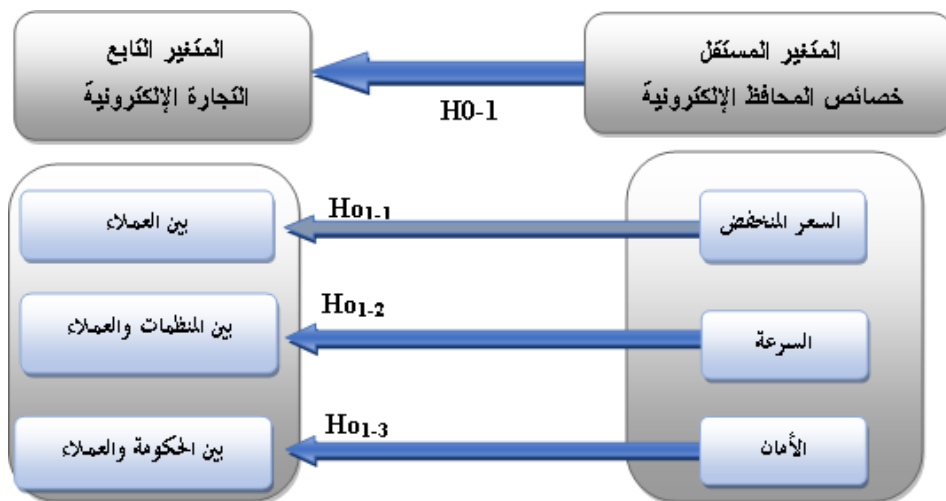 المتغير المستقل
خصائص المحافظ الإلكترونية
المتغير التابع
التجارة الإلكترونية
H0-1
السعر المنخفض
Ho1-1
بين العملاء
السرعة
Ho1-2
بين المنظمات والعملاء
الأمان
Ho1-3
بين الحكومة والعملاء